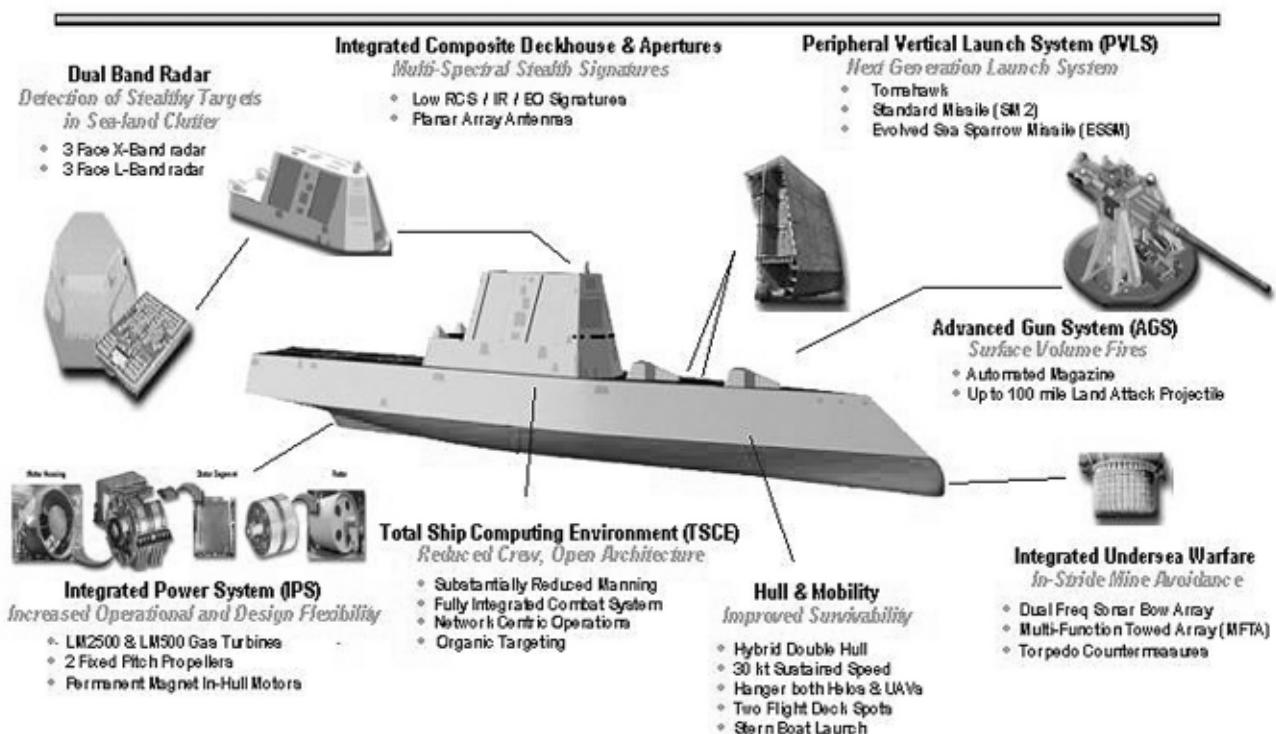 Integrated Composite Deckhouse & Apertures
Multi-Spectral Stealth Signatures
Low RCS / IR / EO Signatures
Planar Array Antennas
Peripheral Vertical Launch System (PVLS)
Next Generation Launch System
Tomahawk
Standard Missile (SM 2)
Evolved Sea Sparrow Missile (ESSM)
Dual Band Radar
Detection of Stealthy Targets
in Sea-land Clutter
3 Face X-Band radar
3 Face L-Band radar
Advanced Gun System (AGS)
Surface Volume Fires
Automated Magazine
Up to 100 mile Land Attack Projectile
Motor Housing
Stator Segment
Rotor
Integrated Power System (IPS)
Increased Operational and Design Flexibility
LM2500 & LM500 Gas Turbines
2 Fixed Pitch Propellers
Permanent Magnet In-Hull Motors
Total Ship Computing Environment (TSCE)
Reduced Crew, Open Architecture
Substantially Reduced Manning
Fully Integrated Combat System
Network Centric Operations
Organic Targeting
Hull & Mobility
Improved Survivability
Hybrid Double Hull
30 kt Sustained Speed
Hanger both Helos & UAVs
Two Flight Deck Spots
Stern Boat Launch
Integrated Undersea Warfare
In-Stride Mine Avoidance
Dual Freq Sonar Bow Array
Multi-Function Towed Array (MFTA)
Torpedo Countermeasures